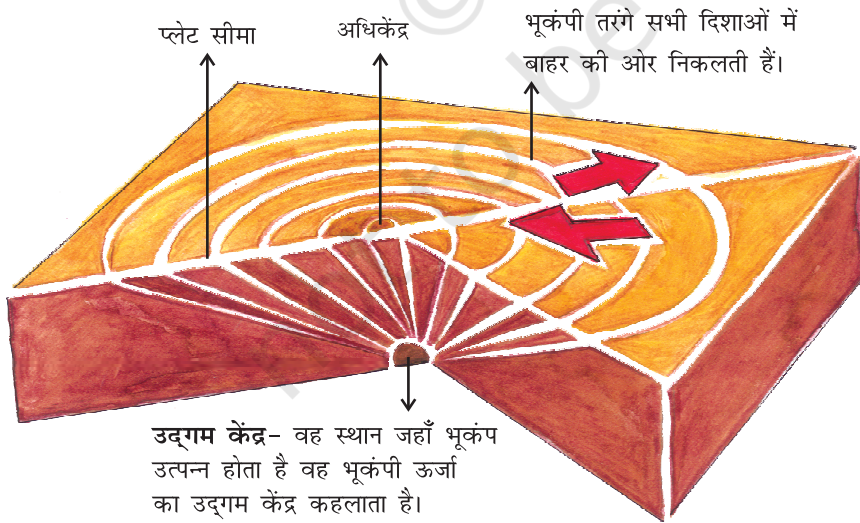 प्लेट सीमा
अधिकेंद्र
भूकंपी तरंगे सभी दिशाओं में
बाहर की ओर निकलती हैं।
उद्गम केंद्र- वह स्थान जहाँ भूकंप
उत्पन्न होता है वह भूकंपी ऊर्जा
का उद्गम केंद्र कहलाता है।